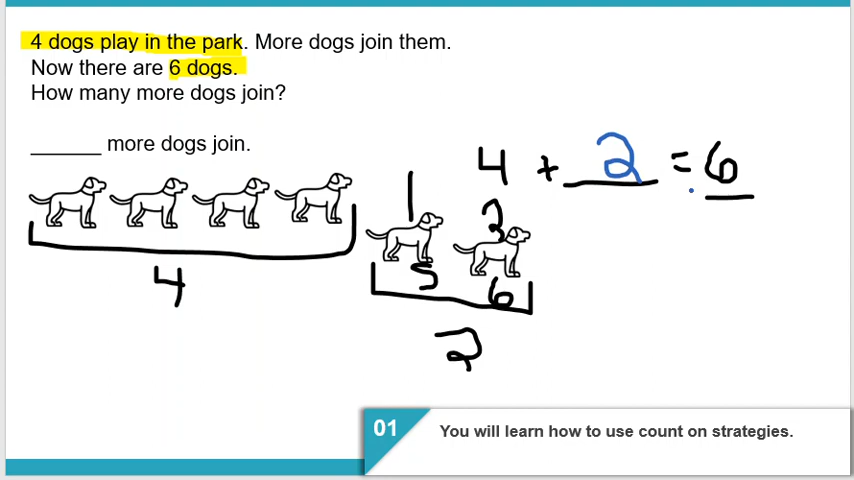 4 dogs play in the park. More dogs join them.
Now there are 6 dogs.
How many more dogs join?
______ more dogs join.
4 + 2 = 6
1
2
5
6
4
2
01
You will learn how to use count on strategies.